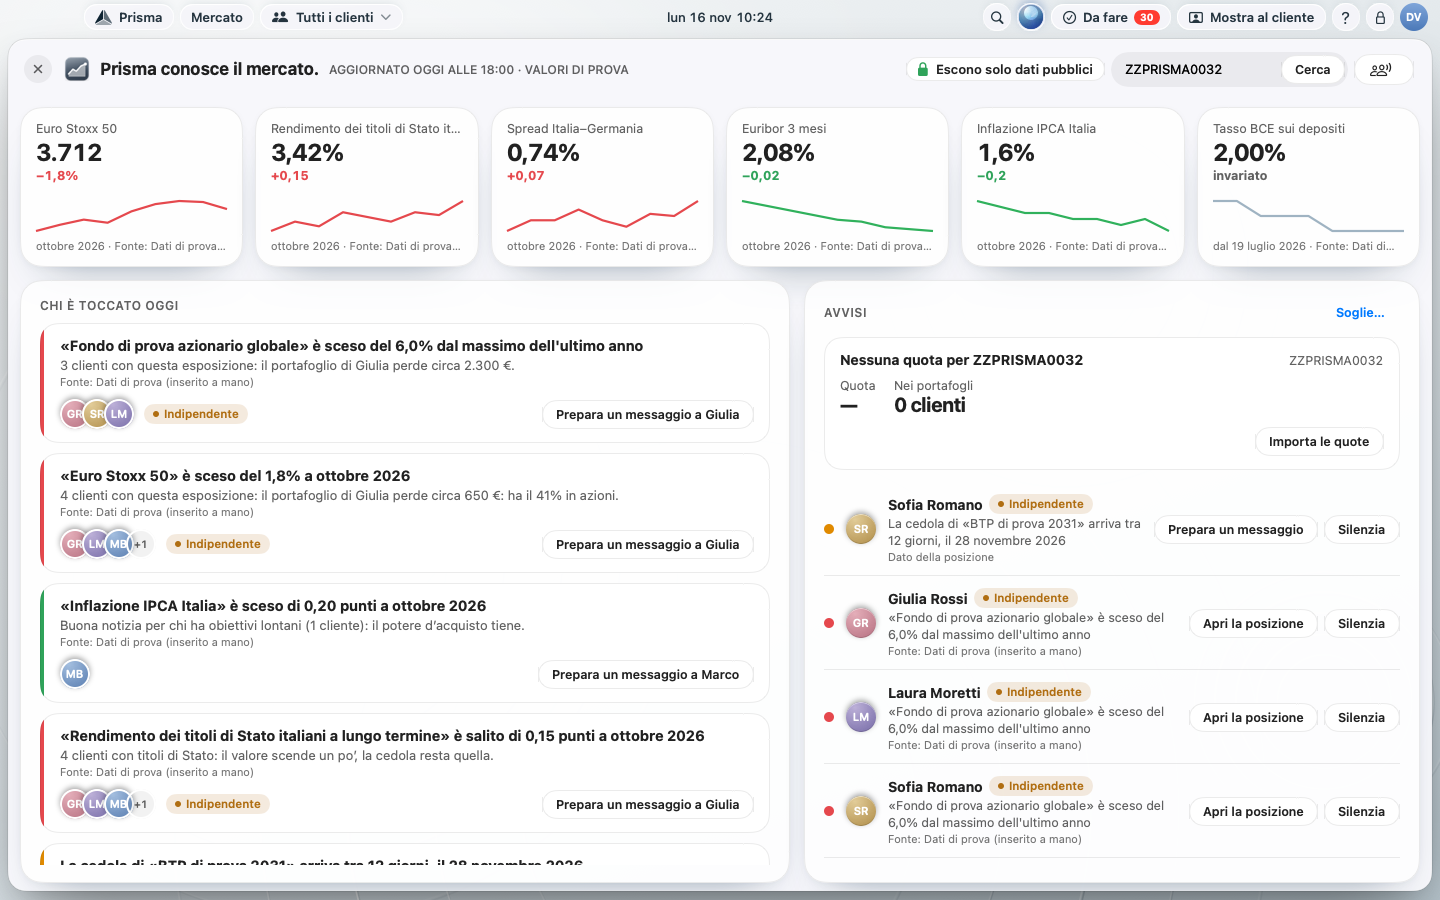 Prisma
Mercato
Tutti i clienti
lun 16 nov 10:24
Da fare 30
Mostra al cliente
?
DV
Prisma conosce il mercato.
AGGIORNATO OGGI ALLE 18:00 · VALORI DI PROVA
Escono solo dati pubblici
ZZPRISMA0032
Cerca
Euro Stoxx 50
3.712
−1,8%
ottobre 2026 · Fonte: Dati di prova...
Rendimento dei titoli di Stato it...
3,42%
+0,15
ottobre 2026 · Fonte: Dati di prova...
Spread Italia–Germania
0,74%
+0,07
ottobre 2026 · Fonte: Dati di prova...
Euribor 3 mesi
2,08%
−0,02
ottobre 2026 · Fonte: Dati di prova...
Inflazione IPCA Italia
1,6%
−0,2
ottobre 2026 · Fonte: Dati di prova...
Tasso BCE sui depositi
2,00%
invariato
dal 19 luglio 2026 · Fonte: Dati di...
CHI È TOCCATO OGGI
«Fondo di prova azionario globale» è sceso del 6,0% dal massimo dell'ultimo anno
3 clienti con questa esposizione: il portafoglio di Giulia perde circa 2.300 €.
Fonte: Dati di prova (inserito a mano)
GR SR LM
Indipendente
Prepara un messaggio a Giulia
«Euro Stoxx 50» è sceso del 1,8% a ottobre 2026
4 clienti con questa esposizione: il portafoglio di Giulia perde circa 650 €: ha il 41% in azioni.
Fonte: Dati di prova (inserito a mano)
GR LM MB +1
Indipendente
Prepara un messaggio a Giulia
«Inflazione IPCA Italia» è sceso di 0,20 punti a ottobre 2026
Buona notizia per chi ha obiettivi lontani (1 cliente): il potere d’acquisto tiene.
Fonte: Dati di prova (inserito a mano)
MB
Prepara un messaggio a Marco
«Rendimento dei titoli di Stato italiani a lungo termine» è salito di 0,15 punti a ottobre 2026
4 clienti con titoli di Stato: il valore scende un po’, la cedola resta quella.
Fonte: Dati di prova (inserito a mano)
GR LM MB +1
Indipendente
Prepara un messaggio a Giulia
La cedola di «BTP di prova 2031» arriva tra 12 giorni, il 28 novembre 2026
AVVISI
Soglie...
Nessuna quota per ZZPRISMA0032
ZZPRISMA0032
Quota
—
Nei portafogli
0 clienti
Importa le quote
SR
Sofia Romano
Indipendente
La cedola di «BTP di prova 2031» arriva tra
12 giorni, il 28 novembre 2026
Dato della posizione
Prepara un messaggio
Silenzia
GR
Giulia Rossi
Indipendente
«Fondo di prova azionario globale» è sceso del
6,0% dal massimo dell'ultimo anno
Fonte: Dati di prova (inserito a mano)
Apri la posizione
Silenzia
LM
Laura Moretti
Indipendente
«Fondo di prova azionario globale» è sceso del
6,0% dal massimo dell'ultimo anno
Fonte: Dati di prova (inserito a mano)
Apri la posizione
Silenzia
SR
Sofia Romano
Indipendente
«Fondo di prova azionario globale» è sceso del
6,0% dal massimo dell'ultimo anno
Fonte: Dati di prova (inserito a mano)
Apri la posizione
Silenzia